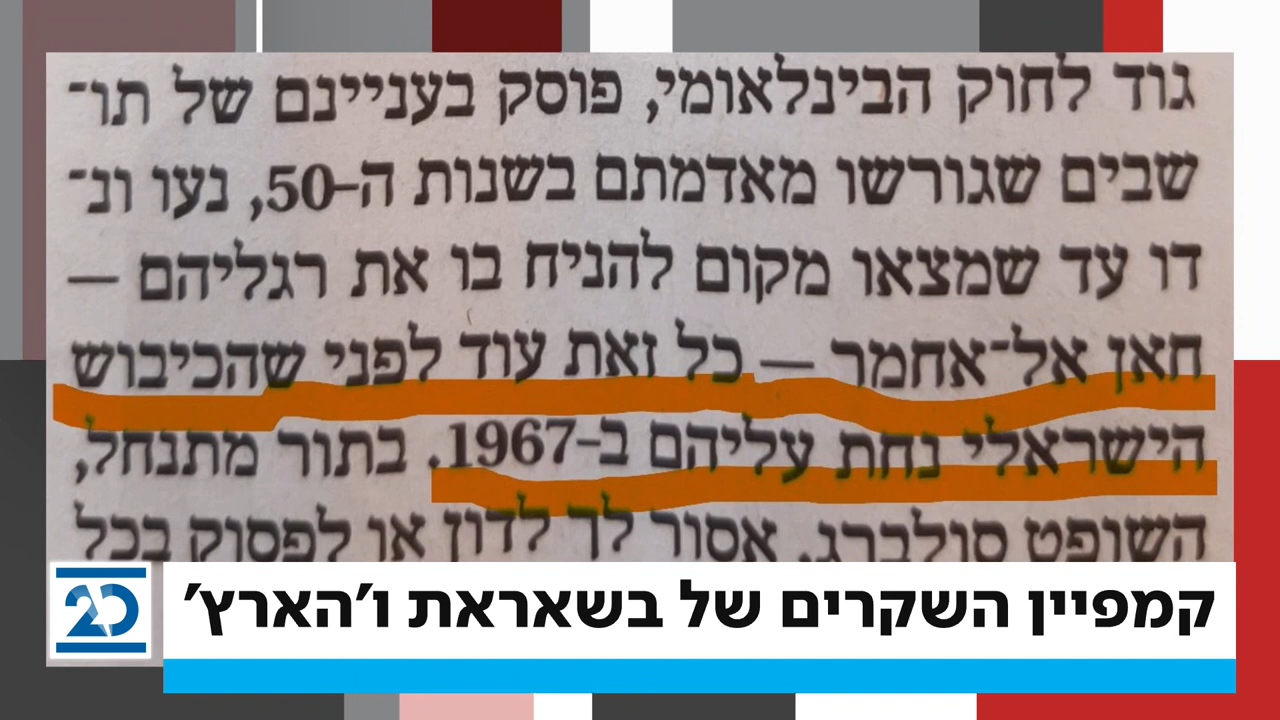 גוד לחוק הבינלאומי, פוסק בעניינם של תו־
שבים שגורשו מאדמתם בשנות ה–50, נעו ונ־
דו עד שמצאו מקום להניח בו את רגליהם —
חאן אל־אחמר — כל זאת עוד לפני שהכיבוש
הישראלי נחת עליהם ב–1967. בתור מתנחל,
השופט סולברג, אסור לך לדון או לפסוק בכל
20
קמפיין השקרים של בשאראת ו'הארץ'